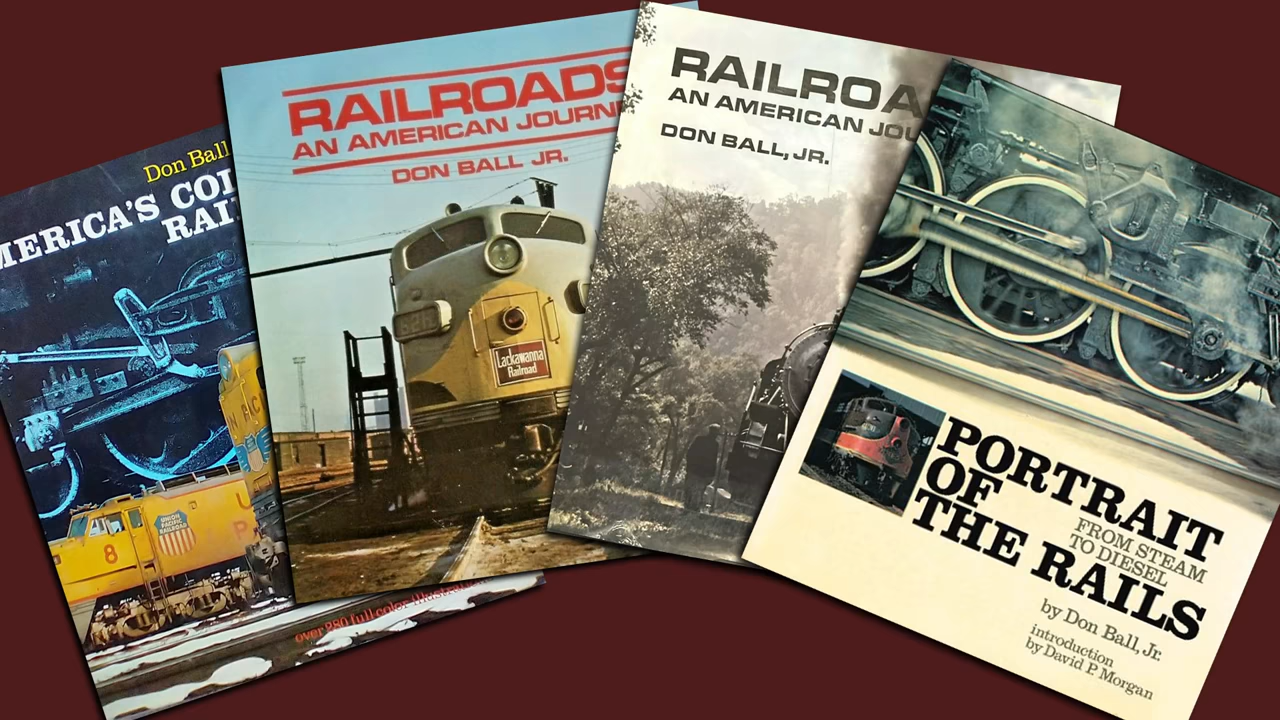 Don Ball
MERICA'S CO
RAI
8
UNION
PACIFIC
RAILROAD
U
P
over 280 full color illustrat
RAILROADS
AN AMERICAN JOURN
DON BALL JR.
Lackawanna
Railroad
RAILROA
AN AMERICAN JOU
DON BALL, JR.
PORTRAIT
OF
THE RAILS
FROM STEAM
TO DIESEL
by Don Ball, Jr.
introduction
by David P. Morgan